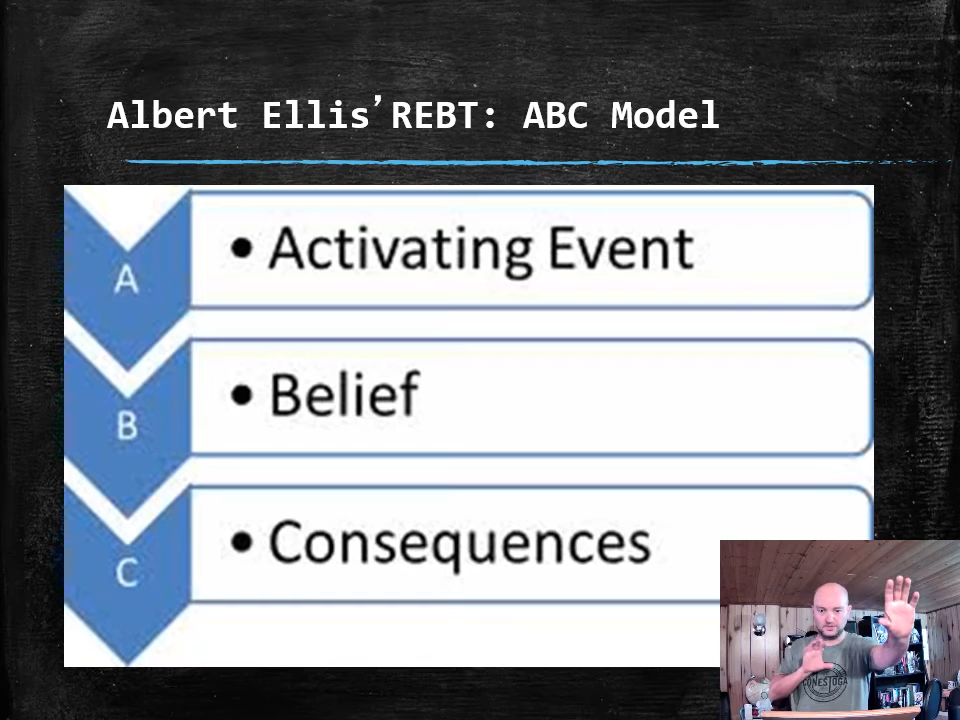 Albert Ellis’REBT: ABC Model
A
• Activating Event
B
• Belief
C
• Consequences
CONESTOGA